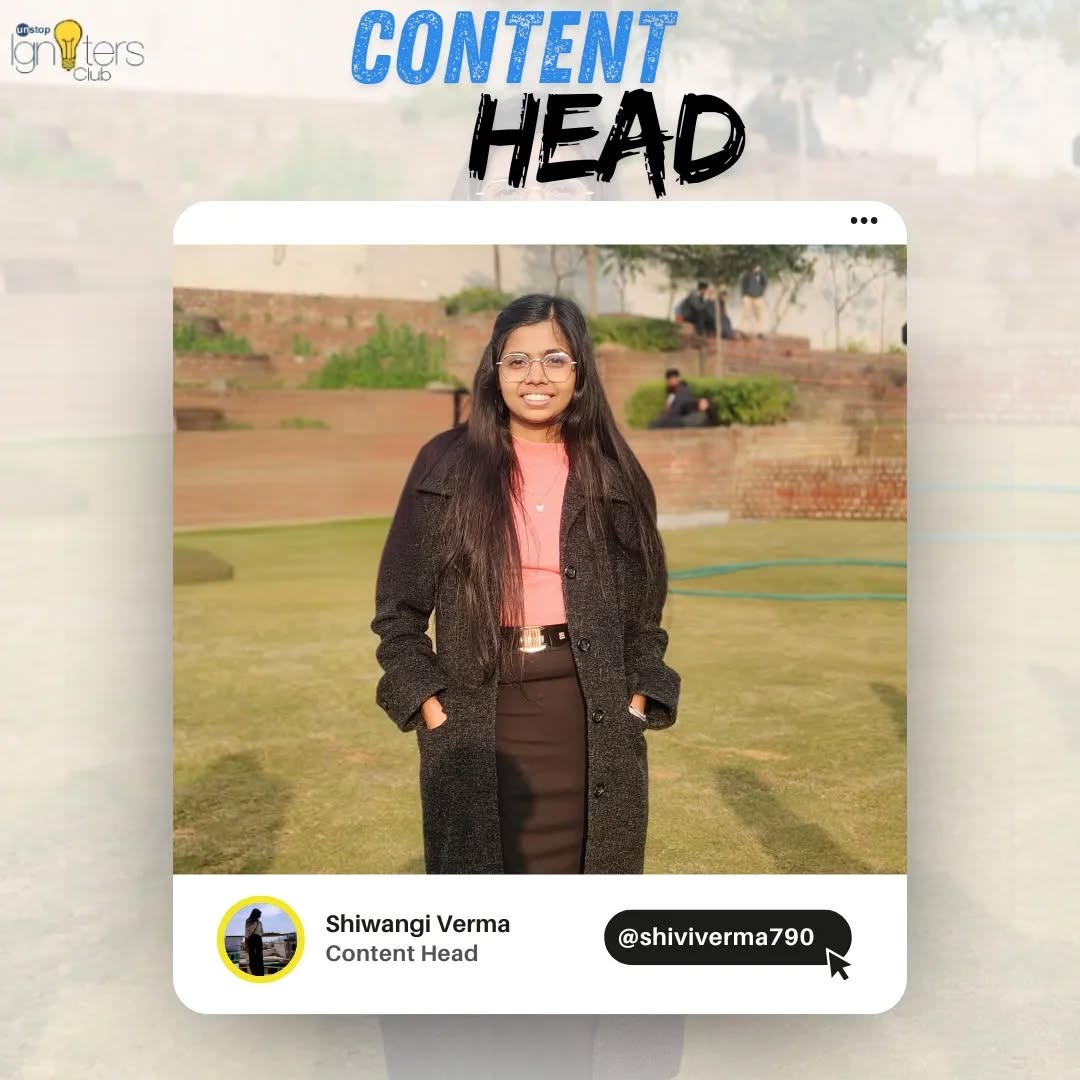 unstop
Igniters
Club
CONTENT
HEAD
Shiwangi Verma
Content Head
@shiviverma790